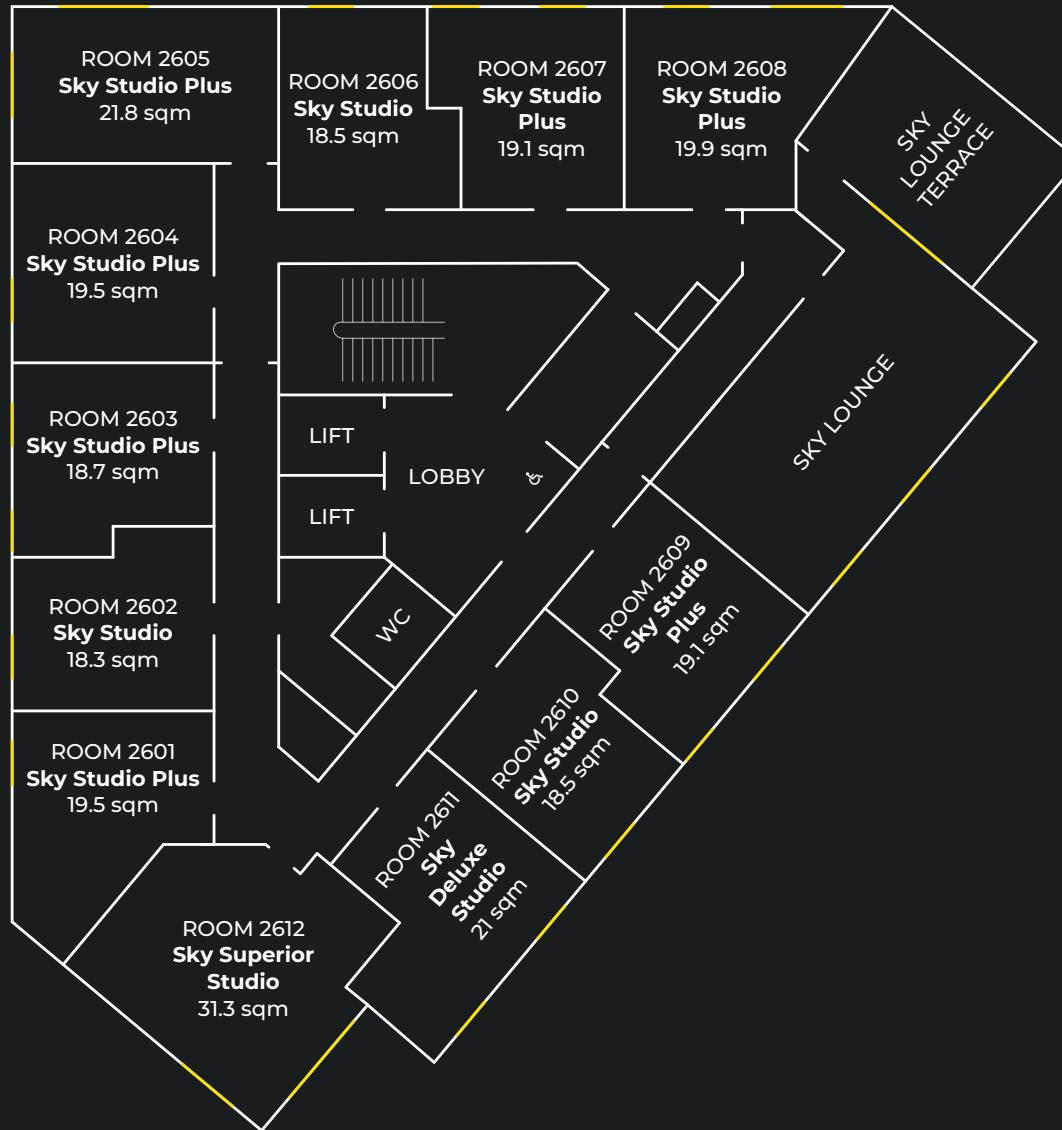 ROOM 2605
Sky Studio Plus
21.8 sqm
ROOM 2606
Sky Studio
18.5 sqm
ROOM 2607
Sky Studio
Plus
19.1 sqm
ROOM 2608
Sky Studio
Plus
19.9 sqm
SKY
LOUNGE
TERRACE
ROOM 2604
Sky Studio Plus
19.5 sqm
SKY LOUNGE
ROOM 2603
Sky Studio Plus
18.7 sqm
LIFT
LOBBY
LIFT
ROOM 2602
Sky Studio
18.3 sqm
WC
ROOM 2609
Sky Studio
Plus
19.1 sqm
ROOM 2610
Sky Studio
18.5 sqm
ROOM 2601
Sky Studio Plus
19.5 sqm
ROOM 2611
Sky
Deluxe
Studio
21 sqm
ROOM 2612
Sky Superior
Studio
31.3 sqm